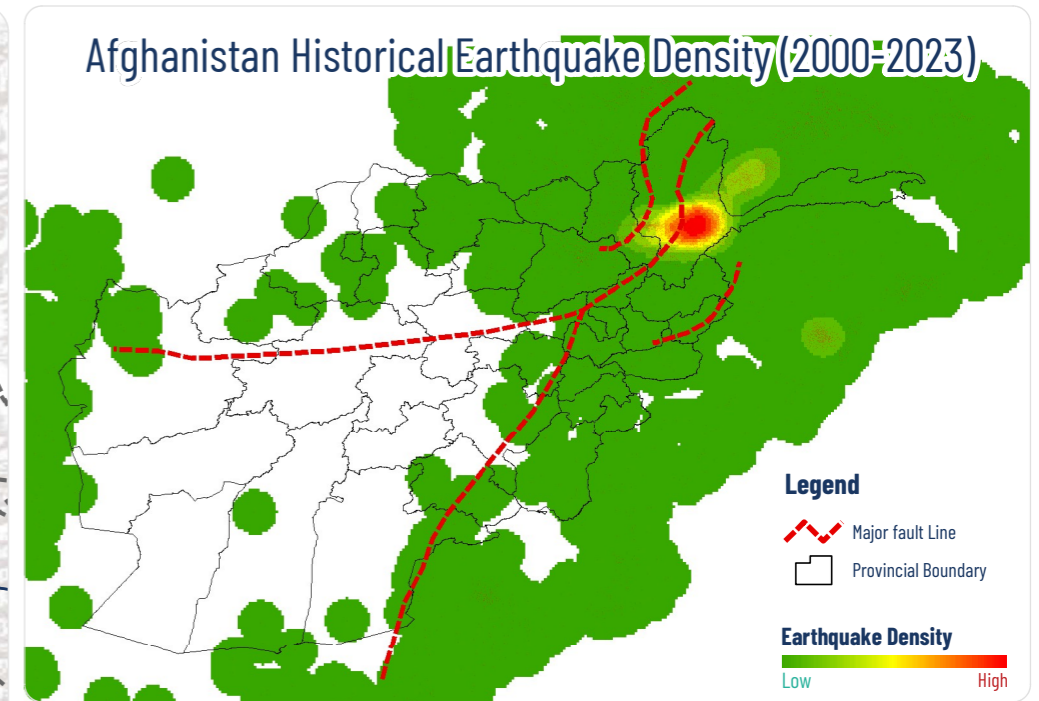 Afghanistan Historical Earthquake Density (2000-2023)
Legend
Major fault Line
Provincial Boundary
Earthquake Density
Low High